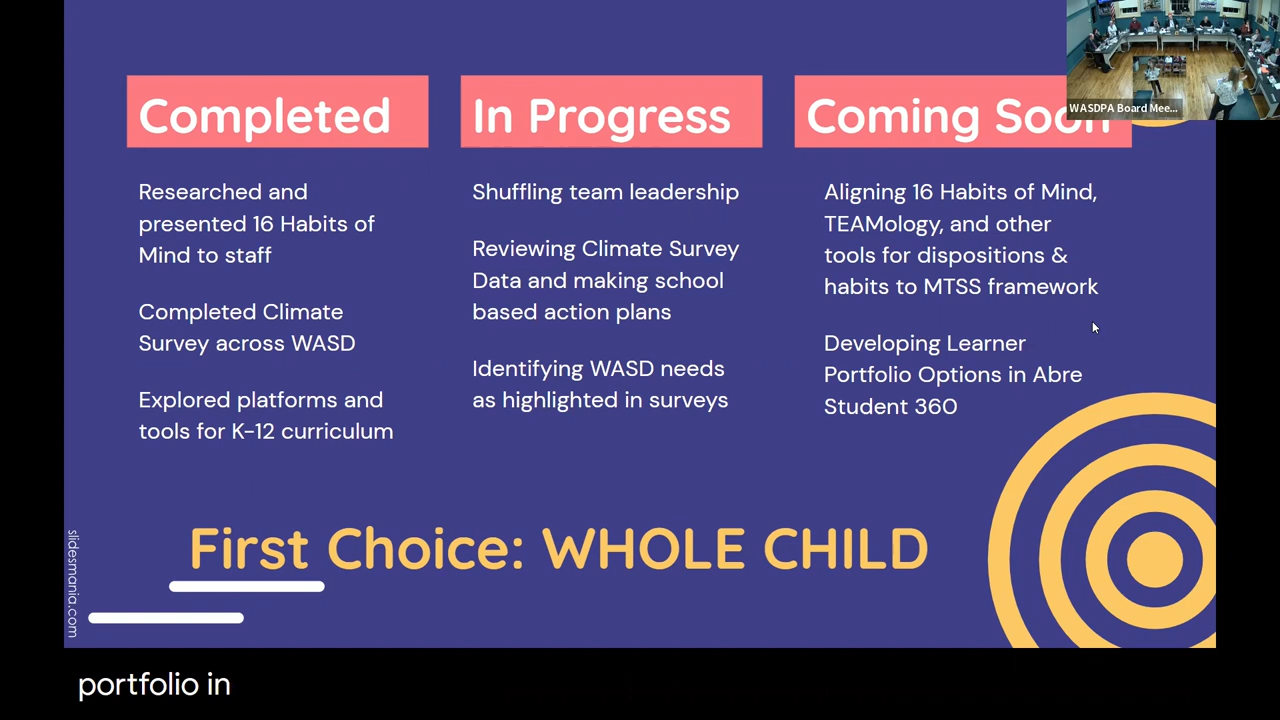 Completed
Researched and
presented 16 Habits of
Mind to staff
Completed Climate
Survey across WASD
Explored platforms and
tools for K-12 curriculum
In Progress
Shuffling team leadership
Reviewing Climate Survey
Data and making school
based action plans
Identifying WASD needs
as highlighted in surveys
Coming Soon
Aligning 16 Habits of Mind,
TEAMology, and other
tools for dispositions &
habits to MTSS framework
Developing Learner
Portfolio Options in Abre
Student 360
WASDPA Board Mee...
First Choice: WHOLE CHILD
slidesmania.com
portfolio in